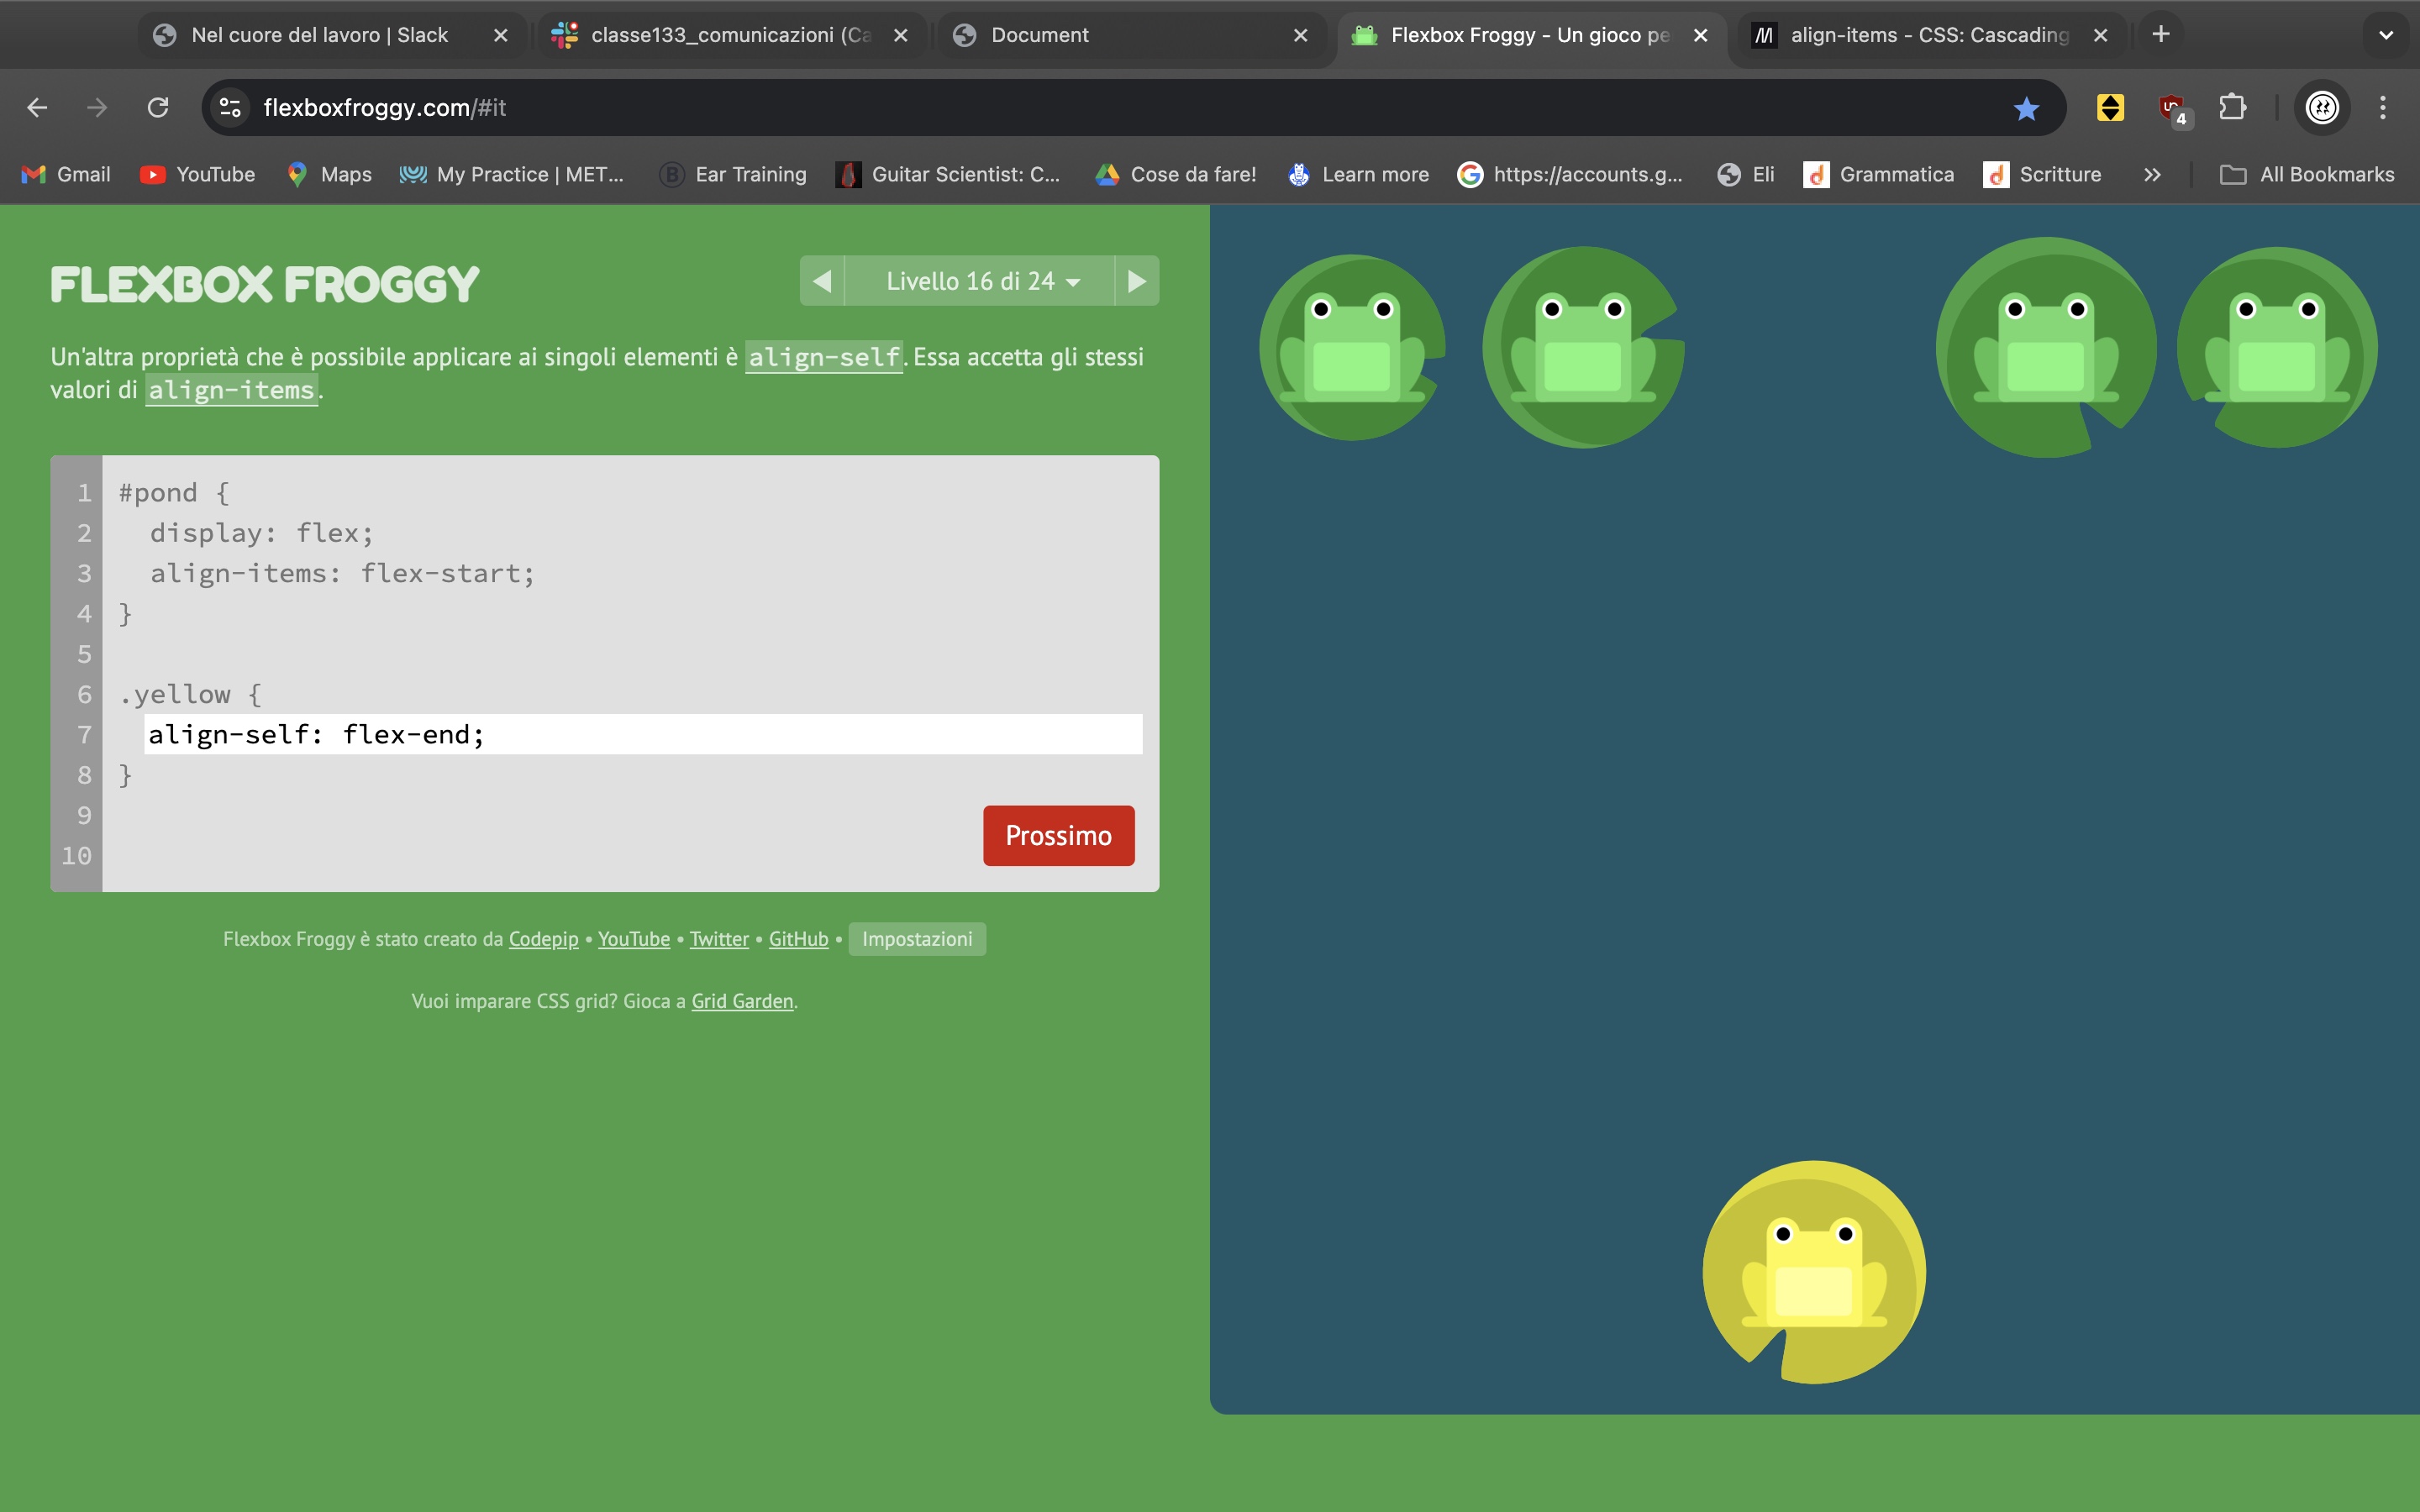 Nel cuore del lavoro | Slack
classe133_comunicazioni (Ca
Document
Flexbox Froggy - Un gioco pe
align-items - CSS: Cascading
flexboxfroggy.com/#it
4
Gmail
YouTube
Maps
My Practice | MET...
Ear Training
Guitar Scientist: C...
Cose da fare!
Learn more
https://accounts.g...
Eli
Grammatica
Scritture
All Bookmarks
FLEXBOX FROGGY
Livello 16 di 24
Un'altra proprietà che è possibile applicare ai singoli elementi è align-self. Essa accetta gli stessi
valori di align-items.
1 #pond {
2 display: flex;
3 align-items: flex-start;
4 }
5
6 .yellow {
7 align-self: flex-end;
8 }
9
10
Prossimo
Flexbox Froggy è stato creato da Codepip • YouTube • Twitter • GitHub • Impostazioni
Vuoi imparare CSS grid? Gioca a Grid Garden.